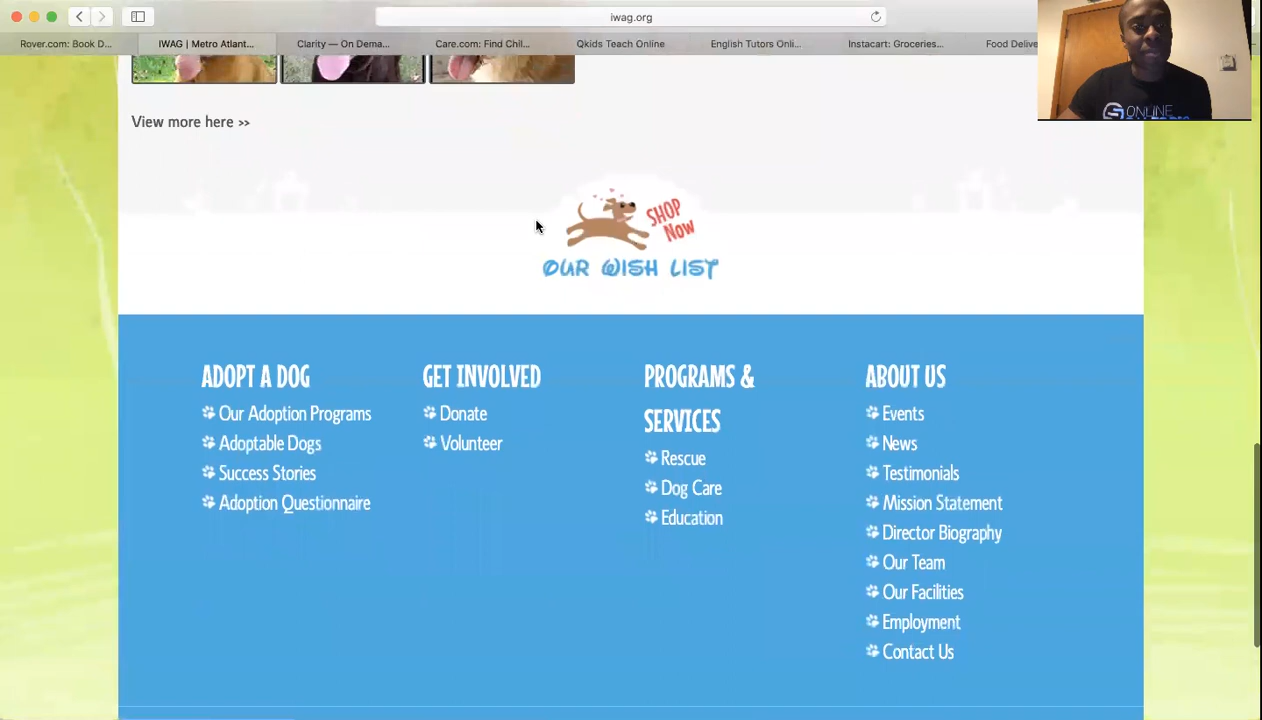 iwag.org
Rover.com: Book D...
iWAG | Metro Atlant...
Clarity — On Dema...
Care.com: Find Chil...
Qkids Teach Online
English Tutors Onli...
Instacart: Groceries...
Food Delive
ONLINE
View more here >>
SHOP
Now
OUR WISH LIST
ADOPT A DOG
Our Adoption Programs
Adoptable Dogs
Success Stories
Adoption Questionnaire
GET INVOLVED
Donate
Volunteer
PROGRAMS &
SERVICES
Rescue
Dog Care
Education
ABOUT US
Events
News
Testimonials
Mission Statement
Director Biography
Our Team
Our Facilities
Employment
Contact Us